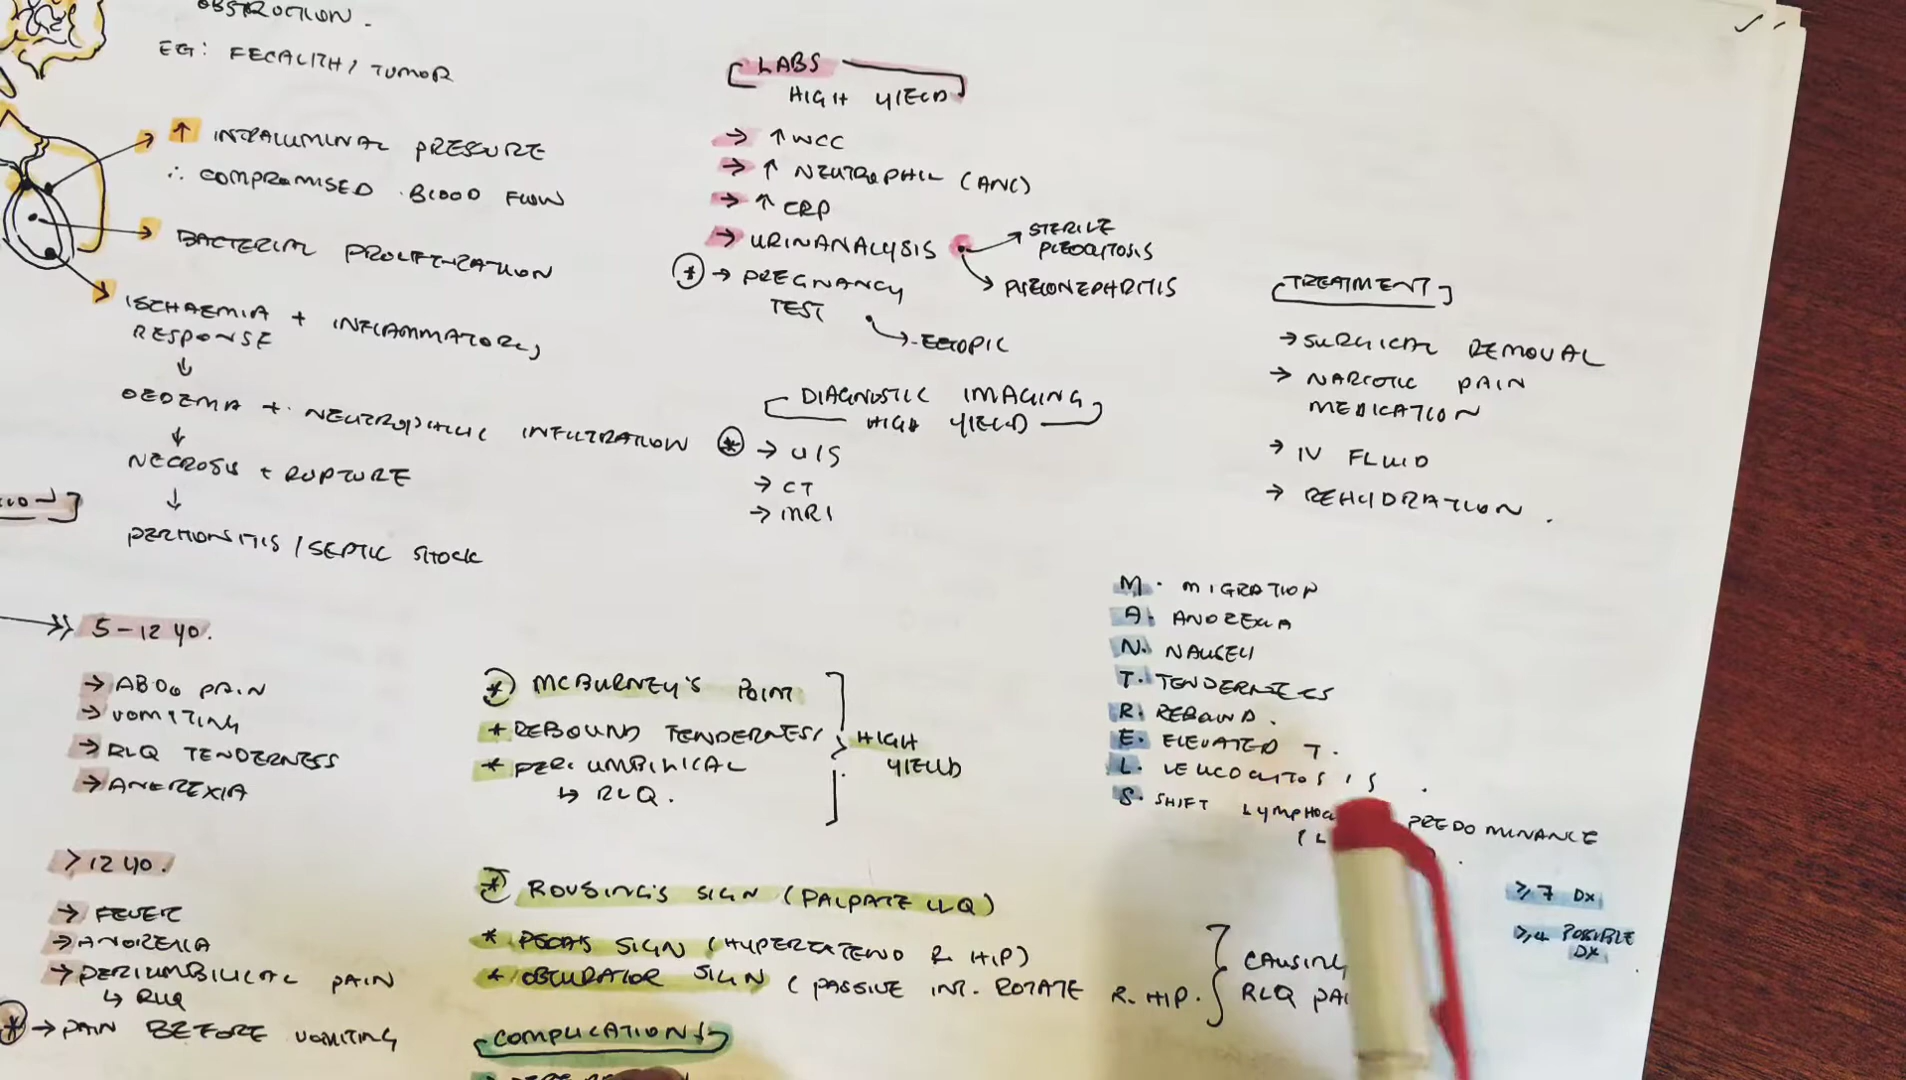 OBSTRUCTION.
EG: FECALITH / TUMOR
↑ INTRALUMINAL PRESSURE
∴ COMPROMISED BLOOD FLOW
→ BACTERIAL PROLIFERATION
ISCHAEMIA + INFLAMMATORY
RESPONSE
↓
OEDEMA + NEUTROPHILIC INFILTRATION
↓
NECROSIS + RUPTURE
↓
PERITONITIS / SEPTIC SHOCK
5-12 YO.
→ ABDO PAIN
→ VOMITING
→ RLQ TENDERNESS
→ ANEREXIA
>12 YO.
→ FEVER
→ ANOREXIA
→ PERIUMBILICAL PAIN
↳ RLQ
* → PAIN BEFORE VOMITING
LABS
HIGH YIELD
→ ↑ WCC
→ ↑ NEUTROPHIL (ANC)
→ ↑ CRP
→ URINANALYSIS
→ STERILE
PLEOCYTOSIS
→ PYELONEPHRITIS
* → PREGNANCY
TEST
→ ECTOPIC
DIAGNOSTIC IMAGING
HIGH YIELD
* → U/S
→ CT
→ MRI
* MCBURNEY'S POINT
* REBOUND TENDERNESS
* PERIUMBILICAL
↳ RLQ.
HIGH
YIELD
* ROVSING'S SIGN (PALPATE LLQ)
* PSOAS SIGN (HYPEREXTEND R. HIP)
* OBTURATOR SIGN (PASSIVE INT. ROTATE R. HIP.
CAUSING
RLQ
COMPLICATIONS
TREATMENT
→ SURGICAL REMOVAL
→ NARCOTIC PAIN
MEDICATION
→ IV FLUID
→ REHYDRATION.
M. MIGRATION
A. ANOREXIA
N. NAUSEA
T. TENDERNESS
R. REBOUND.
E. ELEVATED T.
L. LEUCOCYTOSIS.
S. SHIFT PREDOMINANCE
≥7 DX
≥4 POSSIBLE
DX